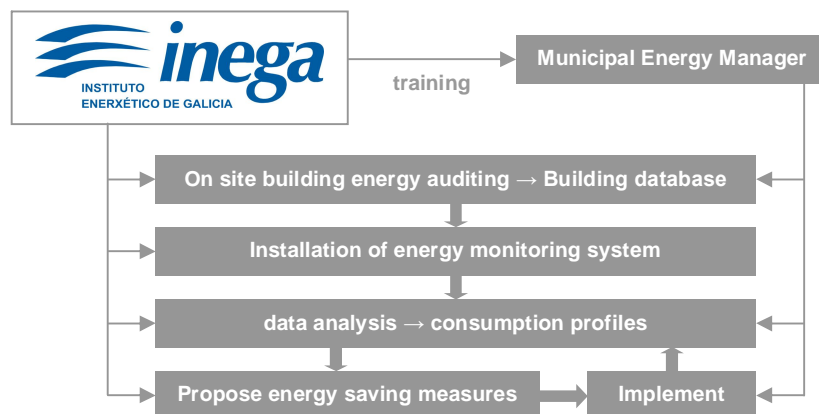 inega
INSTITUTO
ENERXÉTICO DE GALICIA
training
Municipal Energy Manager
On site building energy auditing → Building database
Installation of energy monitoring system
data analysis → consumption profiles
Propose energy saving measures
Implement